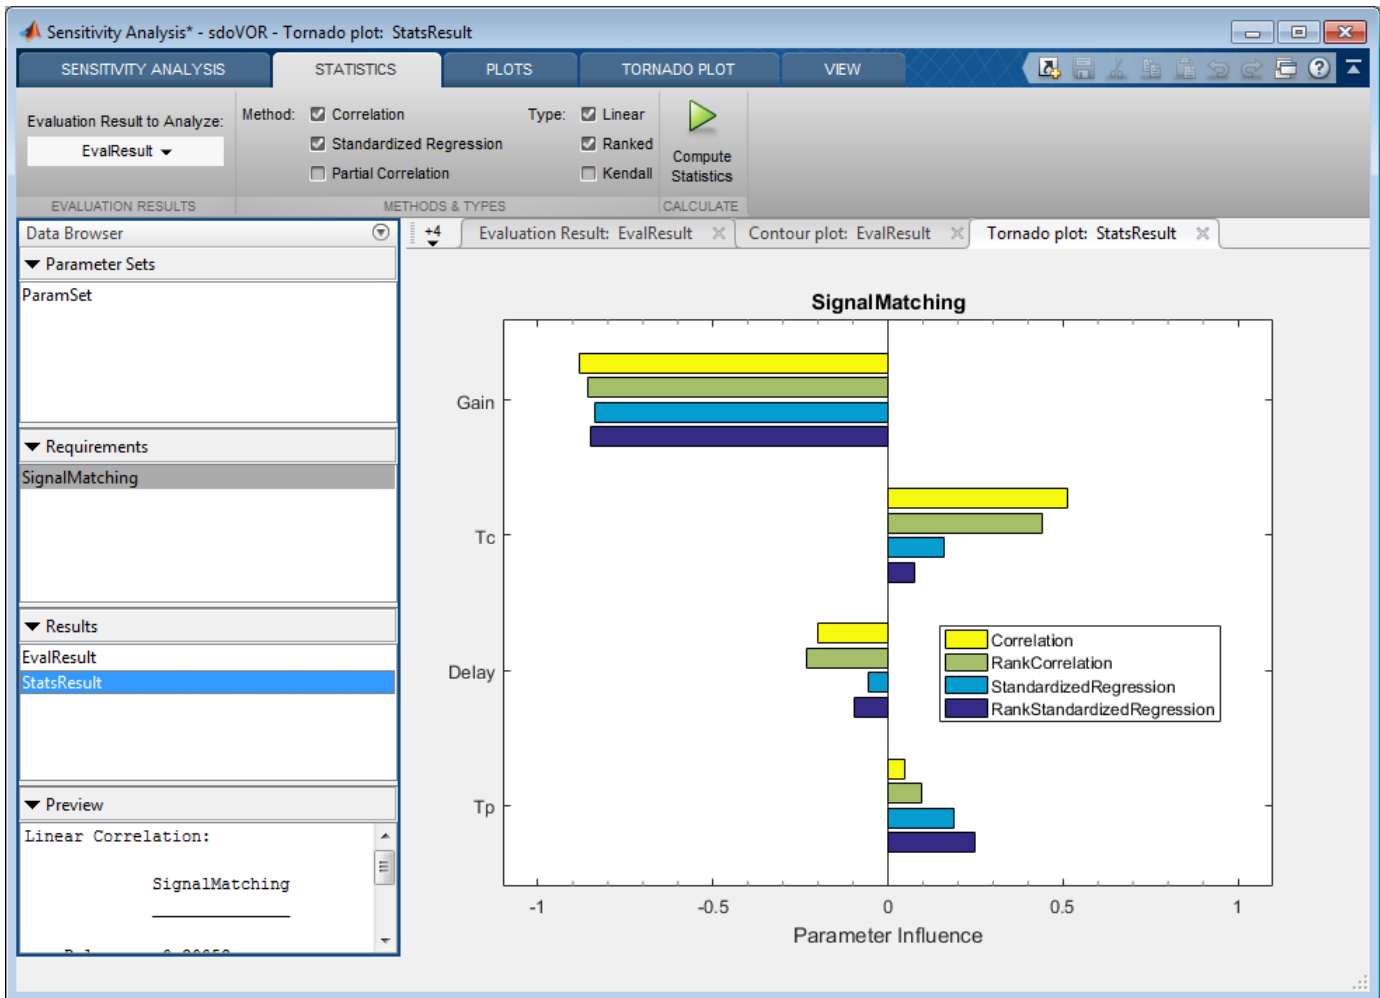 Sensitivity Analysis* - sdoVOR - Tornado plot: StatsResult
SENSITIVITY ANALYSIS STATISTICS PLOTS TORNADO PLOT VIEW
Evaluation Result to Analyze:
EvalResult
Method: Correlation Type: Linear
Standardized Regression Ranked
Partial Correlation Kendall
Compute
Statistics
EVALUATION RESULTS METHODS & TYPES CALCULATE
Data Browser
Parameter Sets
ParamSet
Requirements
SignalMatching
Results
EvalResult
StatsResult
Preview
Linear Correlation:
SignalMatching
+4 Evaluation Result: EvalResult Contour plot: EvalResult Tornado plot: StatsResult
SignalMatching
Gain
Tc
Delay
Tp
Correlation
RankCorrelation
StandardizedRegression
RankStandardizedRegression
-1 -0.5 0 0.5 1
Parameter Influence